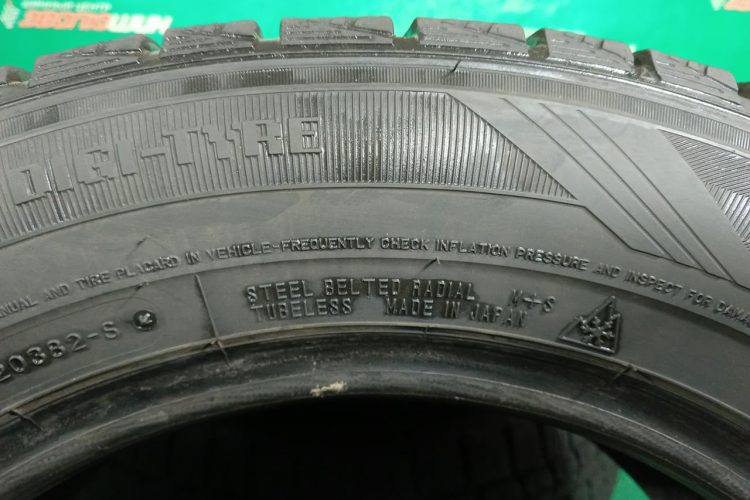 DIGI-TYRE
NUAL AND TIRE PLACARD IN VEHICLE-FREQUENTLY CHECK INFLATION PRESSURE AND INSPECT FOR DAMA
STEEL BELTED RADIAL M+S
TUBELESS MADE IN JAPAN
20382-S